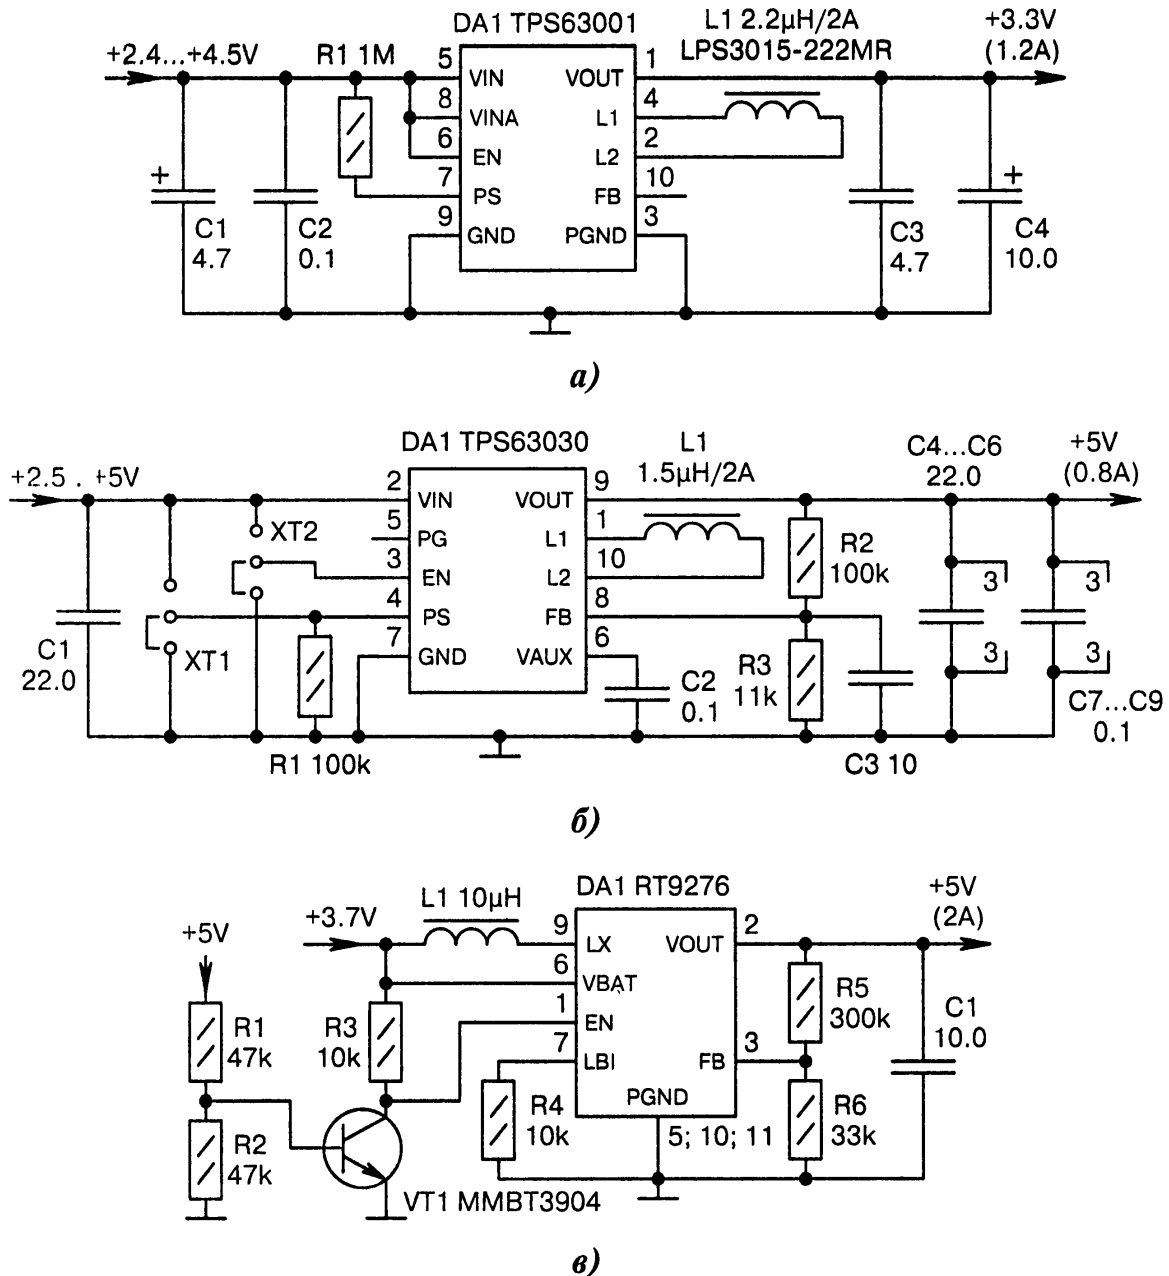 DA1 TPS63001
L1 2.2µH/2A
LPS3015-222MR
+3.3V
(1.2A)
+2.4...+4.5V
R1 1M
5
VIN
VOUT
1
8
VINA
L1
4
6
EN
L2
2
7
PS
FB
10
9
GND
PGND
3
+
C1
4.7
C2
0.1
C3
4.7
+
C4
10.0
а)
DA1 TPS63030
L1
1.5µH/2A
C4...C6
22.0
+5V
(0.8A)
+2.5 . +5V
2
VIN
VOUT
9
5
PG
L1
1
3
EN
L2
10
4
PS
FB
8
7
GND
VAUX
6
XT2
XT1
C1
22.0
R1 100k
R2
100k
R3
11k
C2
0.1
C3 10
3
3
3
3
C7...C9
0.1
б)
DA1 RT9276
L1 10µH
+3.7V
+5V
+5V
(2A)
9
LX
VOUT
2
6
VBAT
1
EN
7
LBI
FB
3
PGND
5; 10; 11
R1
47k
R2
47k
R3
10k
R4
10k
R5
300k
R6
33k
C1
10.0
VT1 MMBT3904
в)